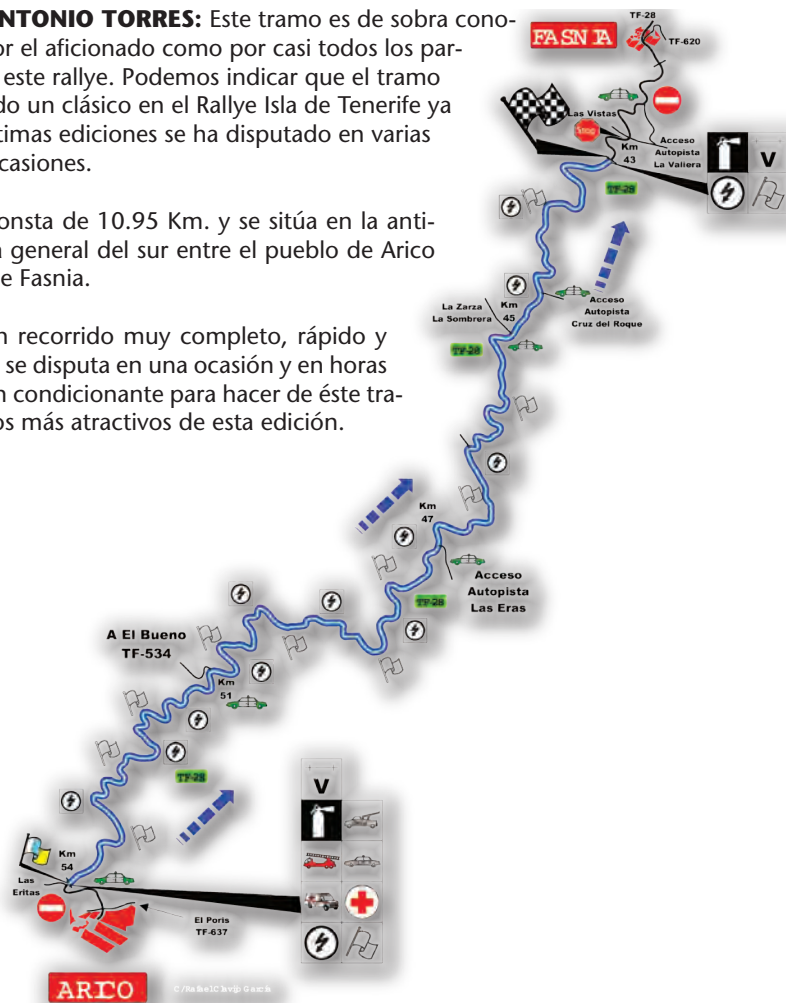 NTONIO TORRES: Este tramo es de sobra cono-
or el aficionado como por casi todos los par-
este rallye. Podemos indicar que el tramo
do un clásico en el Rallye Isla de Tenerife ya
timas ediciones se ha disputado en varias
casiones.
onsta de 10.95 Km. y se sitúa en la anti-
a general del sur entre el pueblo de Arico
e Fasnia.
n recorrido muy completo, rápido y
se disputa en una ocasión y en horas
n condicionante para hacer de éste tra-
os más atractivos de esta edición.
TF-28
FASNIA
TF-620
Las Vistas
STOP
Km
43
Acceso
Autopista
La Valiera
V
TF-28
La Zarza
La Sombrera
Km
45
Acceso
Autopista
Cruz del Roque
TF-28
Km
47
Acceso
Autopista
Las Eras
TF-28
A El Bueno
TF-534
Km
51
TF-28
V
Km
54
Las
Eritas
El Poris
TF-637
ARICO